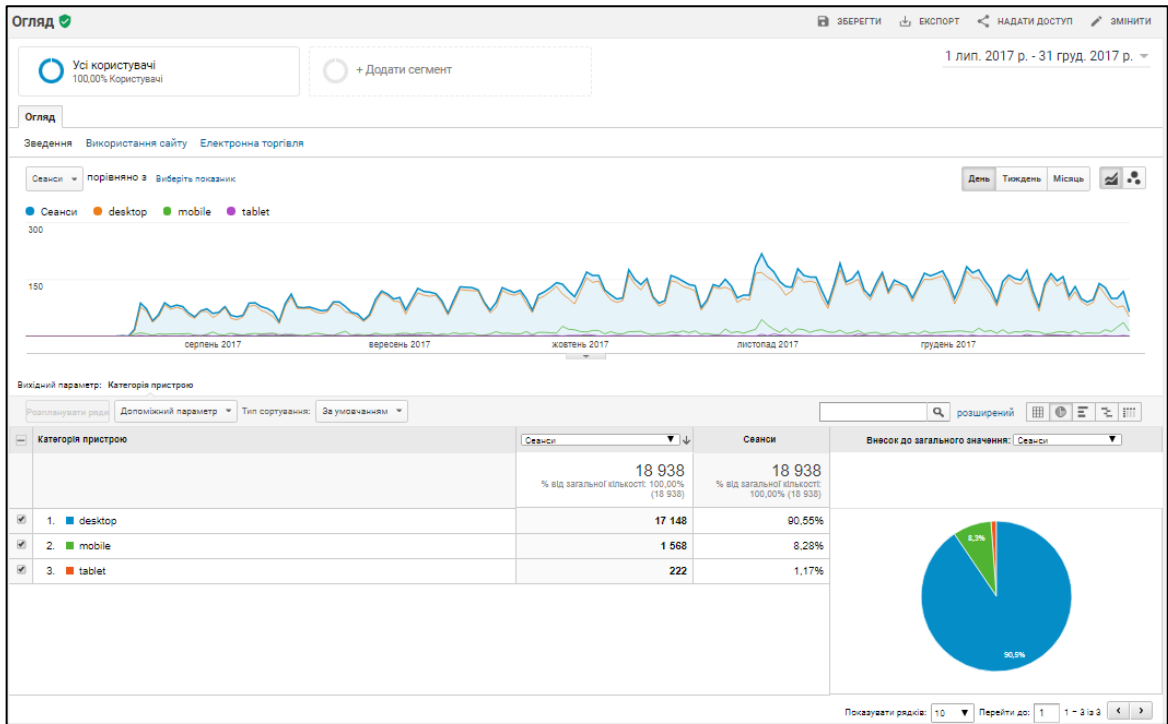 Огляд
ЗБЕРЕГТИ ЕКСПОРТ НАДАТИ ДОСТУП ЗМІНИТИ
Усі користувачі
100,00% Користувачі
+ Додати сегмент
1 лип. 2017 р. - 31 груд. 2017 р.
Огляд
Зведення Використання сайту Електронна торгівля
Сеанси порівняно з Виберіть показник
День Тиждень Місяць
Сеанси desktop mobile tablet
300
150
серпень 2017 вересень 2017 жовтень 2017 листопад 2017 грудень 2017
Вихідний параметр: Категорія пристрою
Розпланувати ряди Допоміжний параметр Тип сортування: За умовчанням
розширений
Категорія пристрою Сеанси Сеанси Внесок до загального значення: Сеанси
18 938 18 938
% від загальної кількості: 100,00% % від загальної кількості:
(18 938) 100,00% (18 938)
1. desktop 17 148 90,55%
2. mobile 1 568 8,28%
3. tablet 222 1,17%
8,3%
90,5%
Показувати рядків: 10 Перейти до: 1 1 – 3 із 3